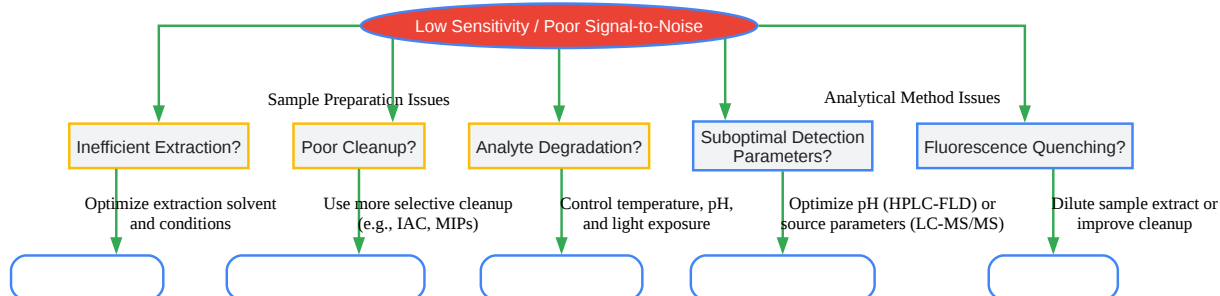 Low Sensitivity / Poor Signal-to-Noise
Sample Preparation Issues
Analytical Method Issues
Inefficient Extraction?
Poor Cleanup?
Analyte Degradation?
Suboptimal Detection
Parameters?
Fluorescence Quenching?
Optimize extraction solvent
and conditions
Use more selective cleanup
(e.g., IAC, MIPs)
Control temperature, pH,
and light exposure
Optimize pH (HPLC-FLD) or
source parameters (LC-MS/MS)
Dilute sample extract or
improve cleanup